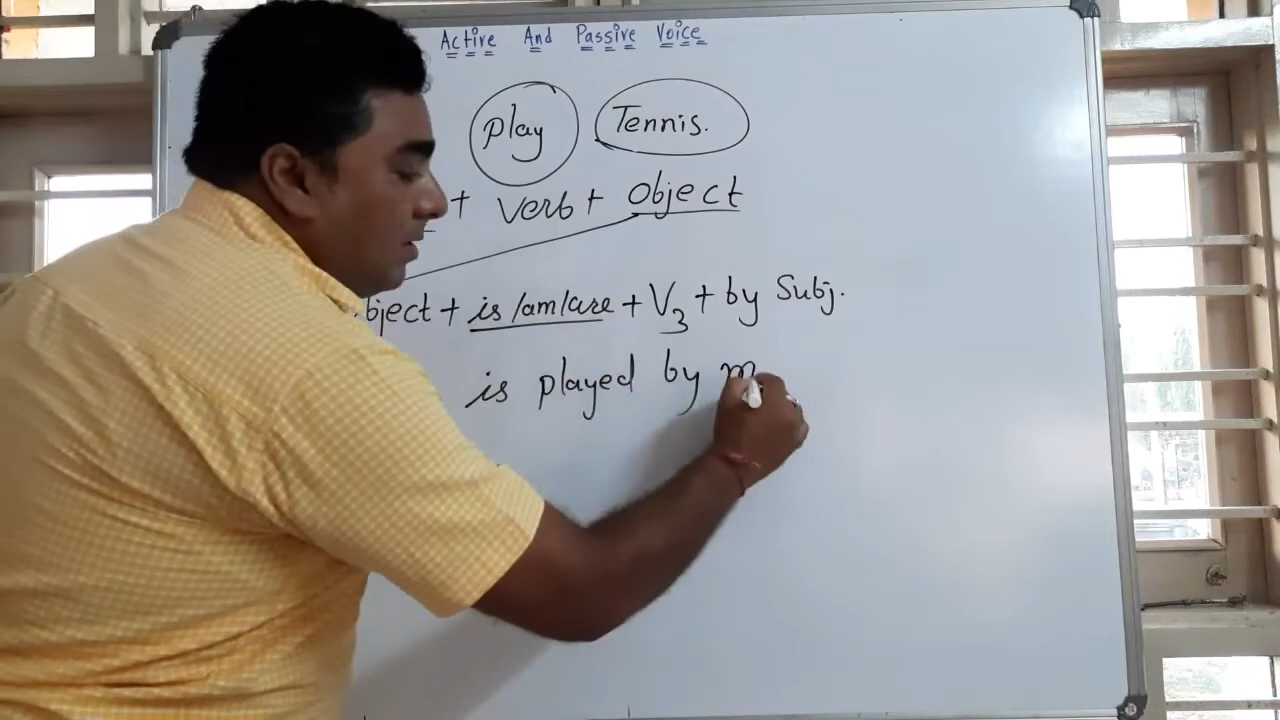 Active And Passive Voice
play Tennis.
+ verb + object
bject + is/am/are + V3 + by Subj.
is played by m